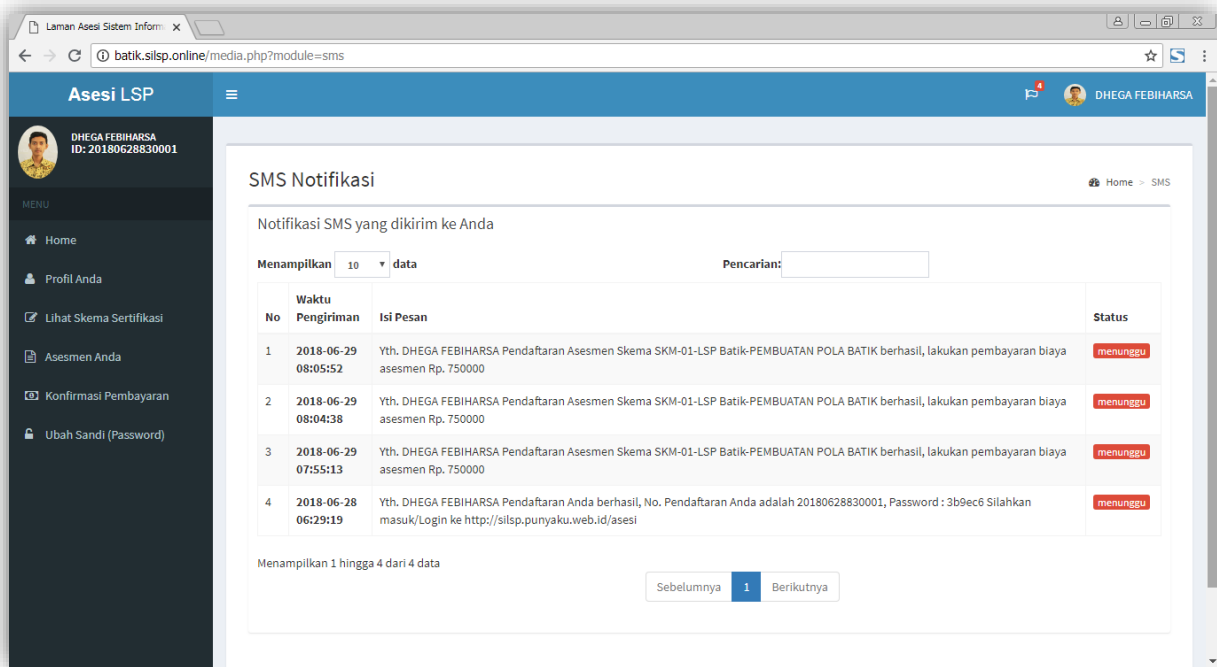 Laman Asesi Sistem Inform
batik.silsp.online/media.php?module=sms
Asesi LSP
4
DHEGA FEBIHARSA
DHEGA FEBIHARSA
ID: 20180628830001
MENU
Home
Profil Anda
Lihat Skema Sertifikasi
Asesmen Anda
Konfirmasi Pembayaran
Ubah Sandi (Password)
SMS Notifikasi
Home > SMS
Notifikasi SMS yang dikirim ke Anda
Menampilkan 10 data
Pencarian:
No Waktu Pengiriman Isi Pesan Status
1 2018-06-29 Yth. DHEGA FEBIHARSA Pendaftaran Asesmen Skema SKM-01-LSP Batik-PEMBUATAN POLA BATIK berhasil, lakukan pembayaran biaya menunggu
08:05:52 asesmen Rp. 750000
2 2018-06-29 Yth. DHEGA FEBIHARSA Pendaftaran Asesmen Skema SKM-01-LSP Batik-PEMBUATAN POLA BATIK berhasil, lakukan pembayaran biaya menunggu
08:04:38 asesmen Rp. 750000
3 2018-06-29 Yth. DHEGA FEBIHARSA Pendaftaran Asesmen Skema SKM-01-LSP Batik-PEMBUATAN POLA BATIK berhasil, lakukan pembayaran biaya menunggu
07:55:13 asesmen Rp. 750000
4 2018-06-28 Yth. DHEGA FEBIHARSA Pendaftaran Anda berhasil, No. Pendaftaran Anda adalah 20180628830001, Password : 3b9ec6 Silahkan menunggu
06:29:19 masuk/Login ke http://silsp.punyaku.web.id/asesi
Menampilkan 1 hingga 4 dari 4 data
Sebelumnya 1 Berikutnya